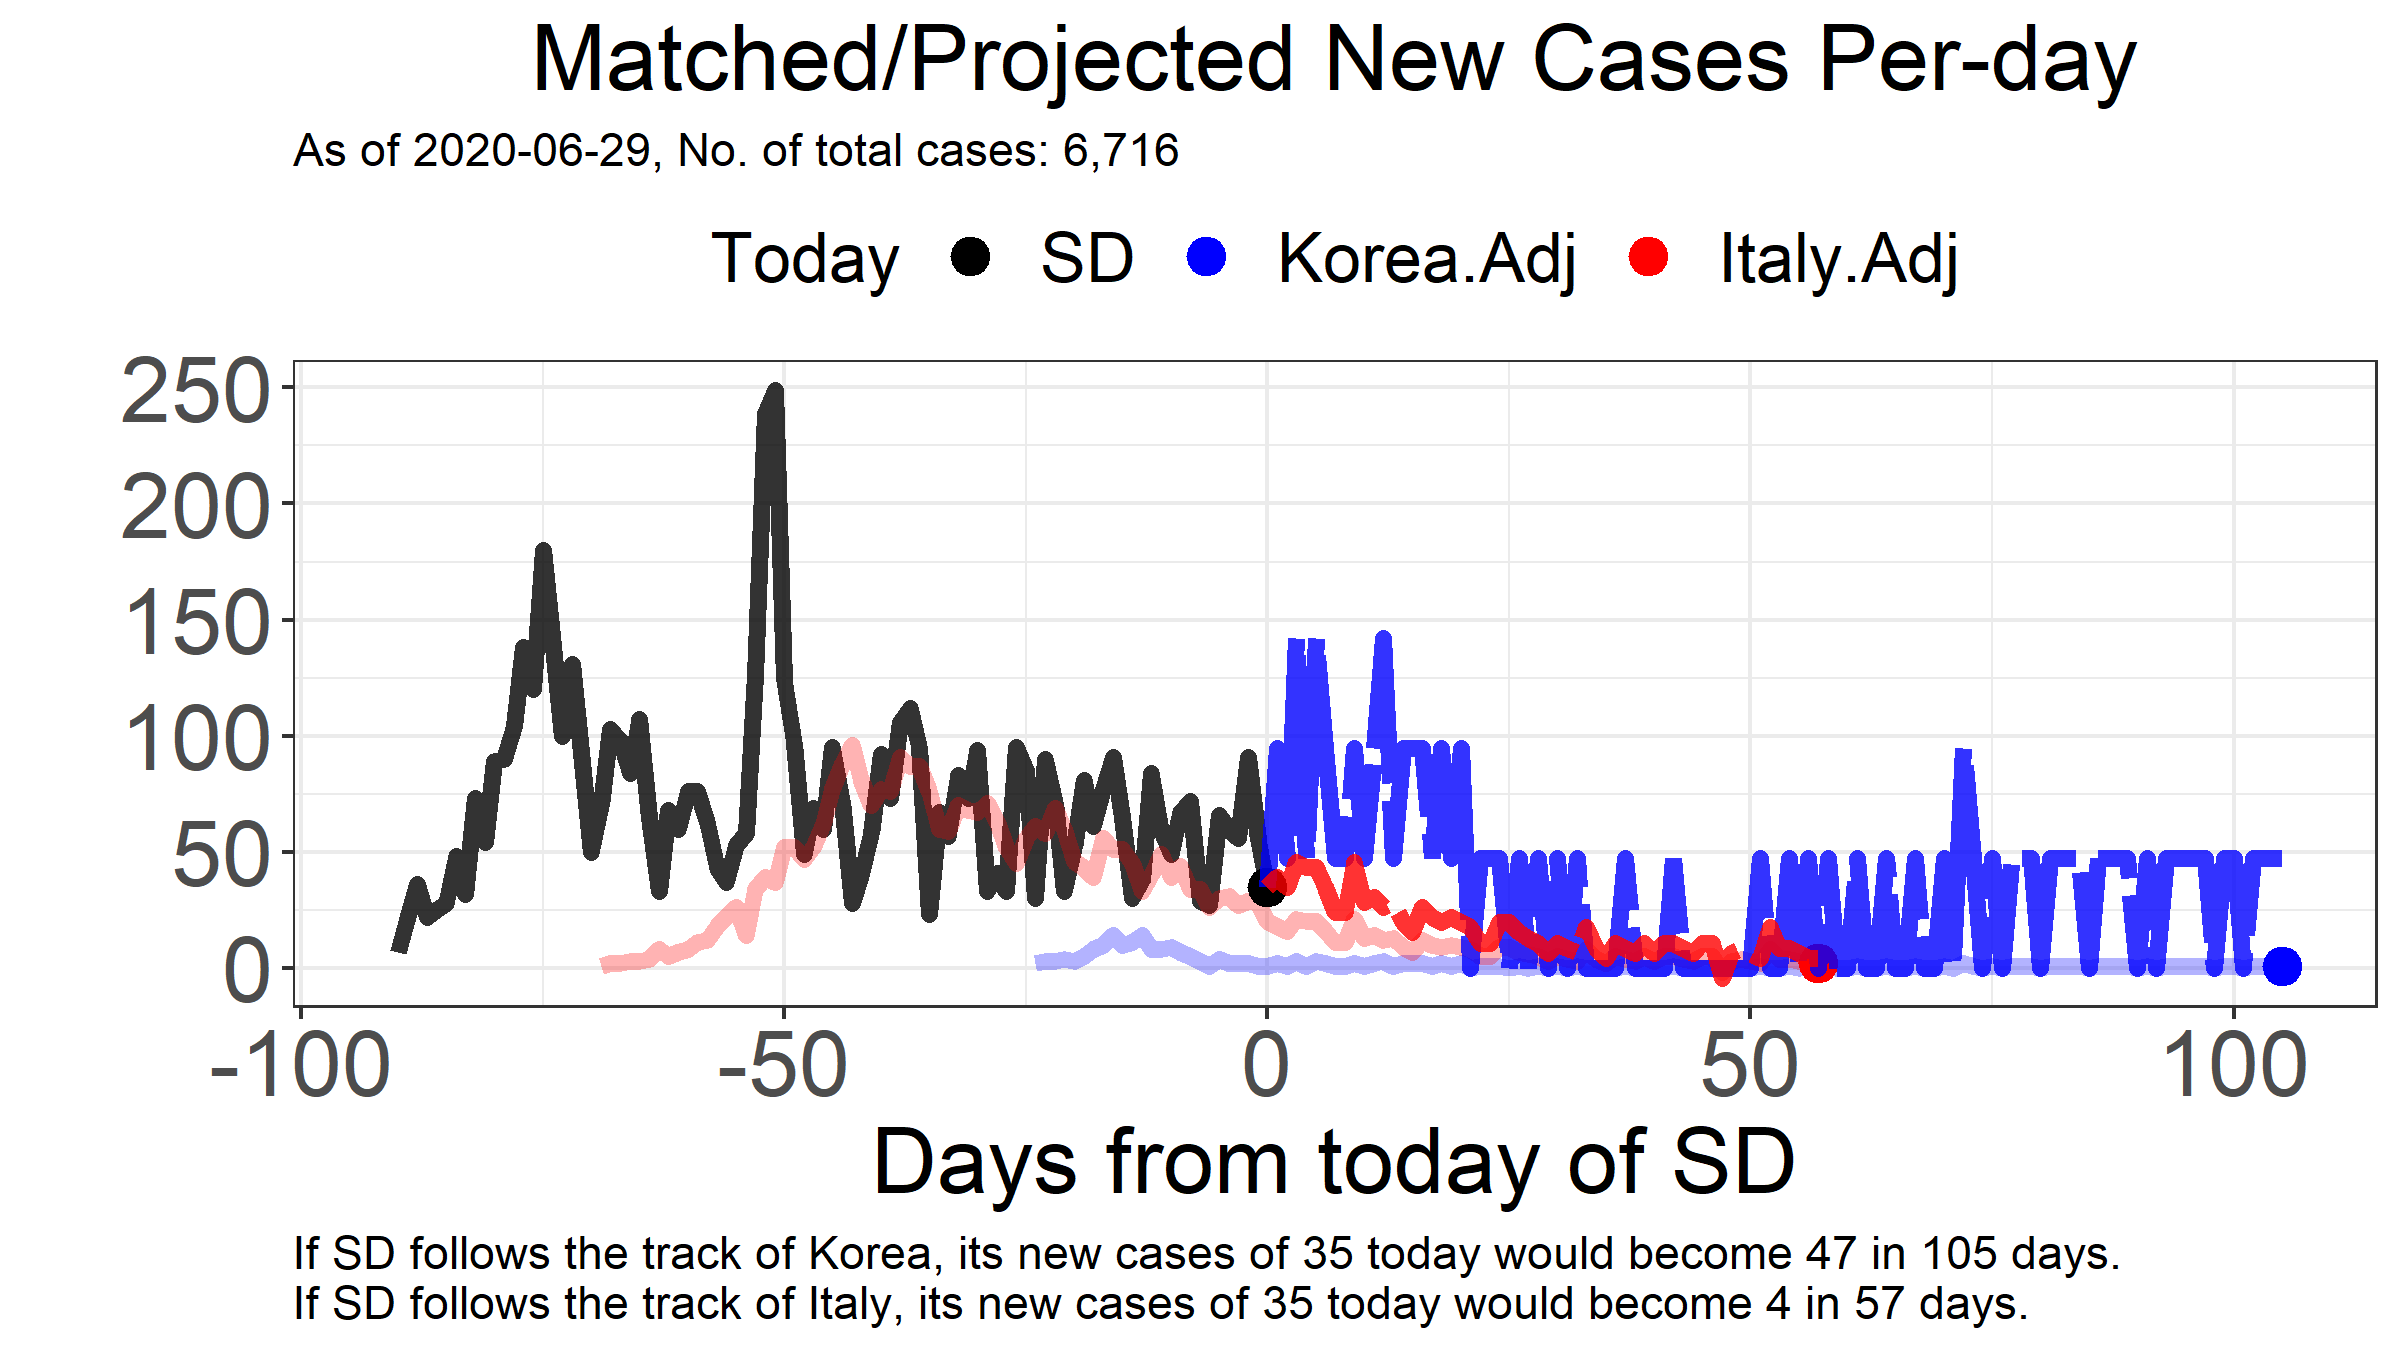 Matched/Projected New Cases Per-day
As of 2020-06-29, No. of total cases: 6,716
Today SD Korea.Adj Italy.Adj
250
200
150
100
50
0
-100 -50 0 50 100
Days from today of SD
If SD follows the track of Korea, its new cases of 35 today would become 47 in 105 days.
If SD follows the track of Italy, its new cases of 35 today would become 4 in 57 days.